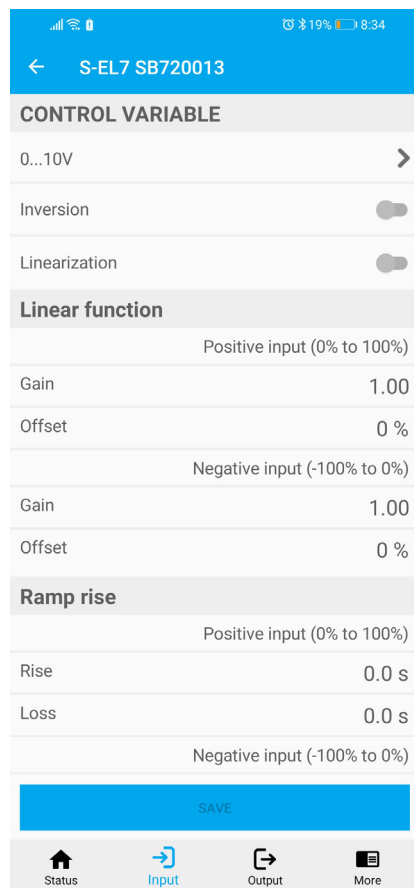 19% 8:34
S-EL7 SB720013
CONTROL VARIABLE
0...10V
Inversion
Linearization
Linear function
Positive input (0% to 100%)
Gain 1.00
Offset 0 %
Negative input (-100% to 0%)
Gain 1.00
Offset 0 %
Ramp rise
Positive input (0% to 100%)
Rise 0.0 s
Loss 0.0 s
Negative input (-100% to 0%)
SAVE
Status Input Output More